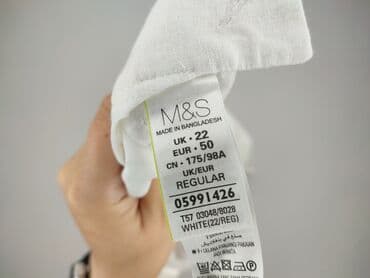 M&S
MADE IN BANGLADESH
UK • 22
EUR • 50
CN • 175/98A
UK/EUR
REGULAR
05991426
T57 03048/8028
WHITE(22/REG)